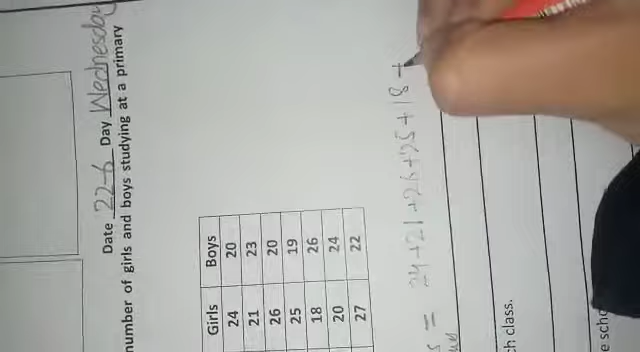 Date 22-6 Day Wednesday
number of girls and boys studying at a primary
Girls Boys
24 20
21 23
26 20
25 19
18 26
20 24
27 22
= 24+21+26+25+18+
ch class.